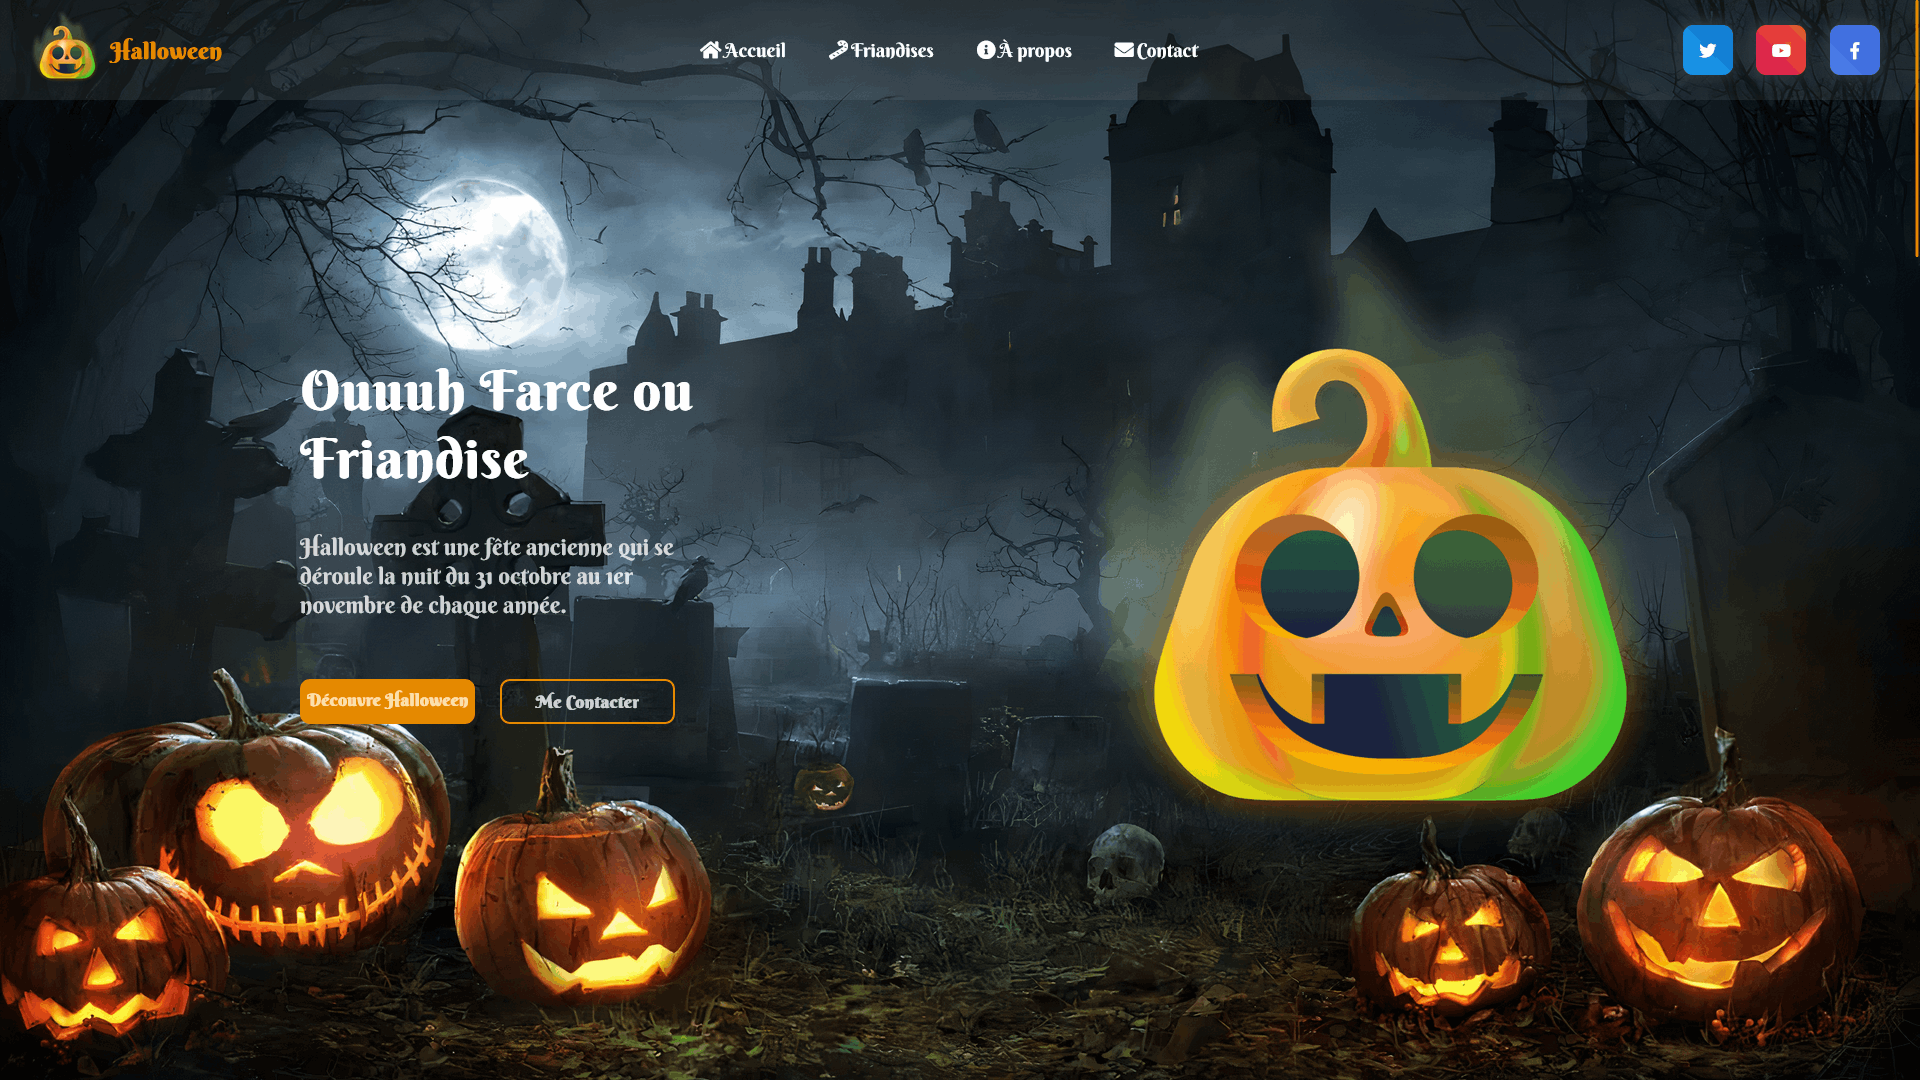 Halloween
Accueil
Friandises
À propos
Contact
Ouuuh Farce ou
Friandise
Halloween est une fête ancienne qui se
déroule la nuit du 31 octobre au 1er
novembre de chaque année.
Découvre Halloween
Me Contacter